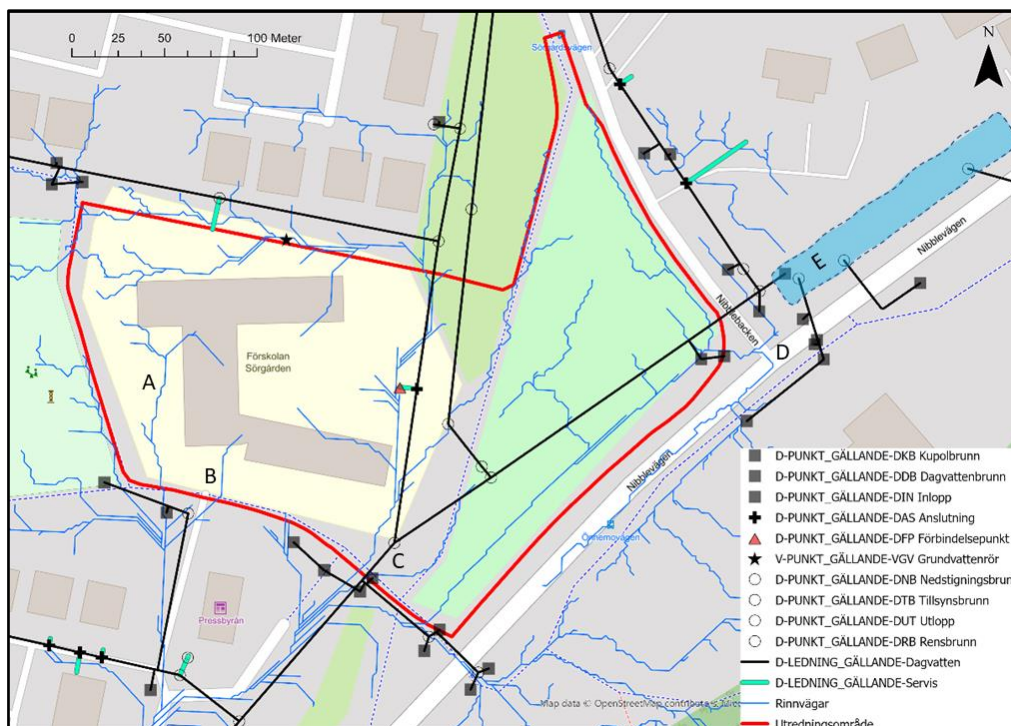 0 25 50 100 Meter
N
Sörgårdsvägen
Nibblevägen
E
Nibblebacken
D
Förskolan
Sörgården
A
B
C
Nibblevägen
Önnemovägen
Pressbyrån
D-PUNKT_GÄLLANDE-DKB Kupolbrunn
D-PUNKT_GÄLLANDE-DDB Dagvattenbrunn
D-PUNKT_GÄLLANDE-DIN Inlopp
D-PUNKT_GÄLLANDE-DAS Anslutning
D-PUNKT_GÄLLANDE-DFP Förbindelsepunkt
V-PUNKT_GÄLLANDE-VGV Grundvattenrör
D-PUNKT_GÄLLANDE-DNB Nedstigningsbrun
D-PUNKT_GÄLLANDE-DTB Tillsynsbrunn
D-PUNKT_GÄLLANDE-DUT Utlopp
D-PUNKT_GÄLLANDE-DRB Rensbrunn
D-LEDNING_GÄLLANDE-Dagvatten
D-LEDNING_GÄLLANDE-Servis
Rinnvägar
Utredningsområde
Map data © OpenStreetMap